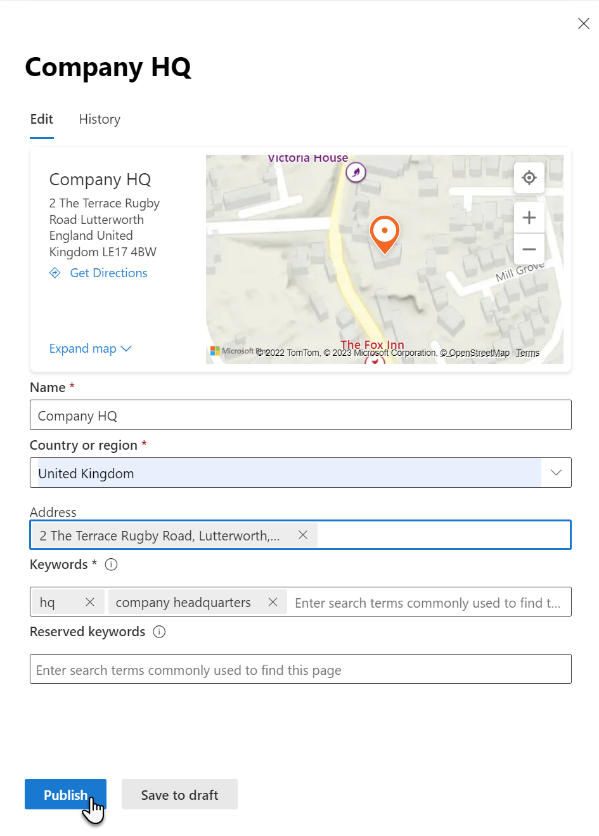 Company HQ
Edit
History
Company HQ
2 The Terrace Rugby
Road Lutterworth
England United
Kingdom LE17 4BW
Get Directions
Expand map
Victoria House
Mill Grove
The Fox Inn
Microsoft
© 2022 TomTom, © 2023 Microsoft Corporation, © OpenStreetMap Terms
Name *
Company HQ
Country or region *
United Kingdom
Address
2 The Terrace Rugby Road, Lutterworth,...
Keywords *
hq
company headquarters
Enter search terms commonly used to find t...
Reserved keywords
Enter search terms commonly used to find this page
Publish
Save to draft